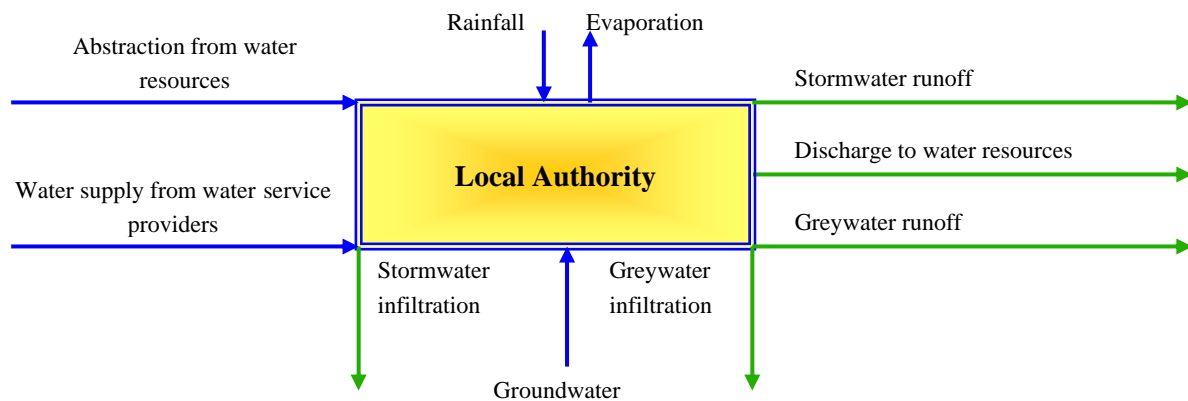 Rainfall
Evaporation
Abstraction from water
resources
Stormwater runoff
Discharge to water resources
Local Authority
Water supply from water service
providers
Greywater runoff
Stormwater
infiltration
Greywater
infiltration
Groundwater